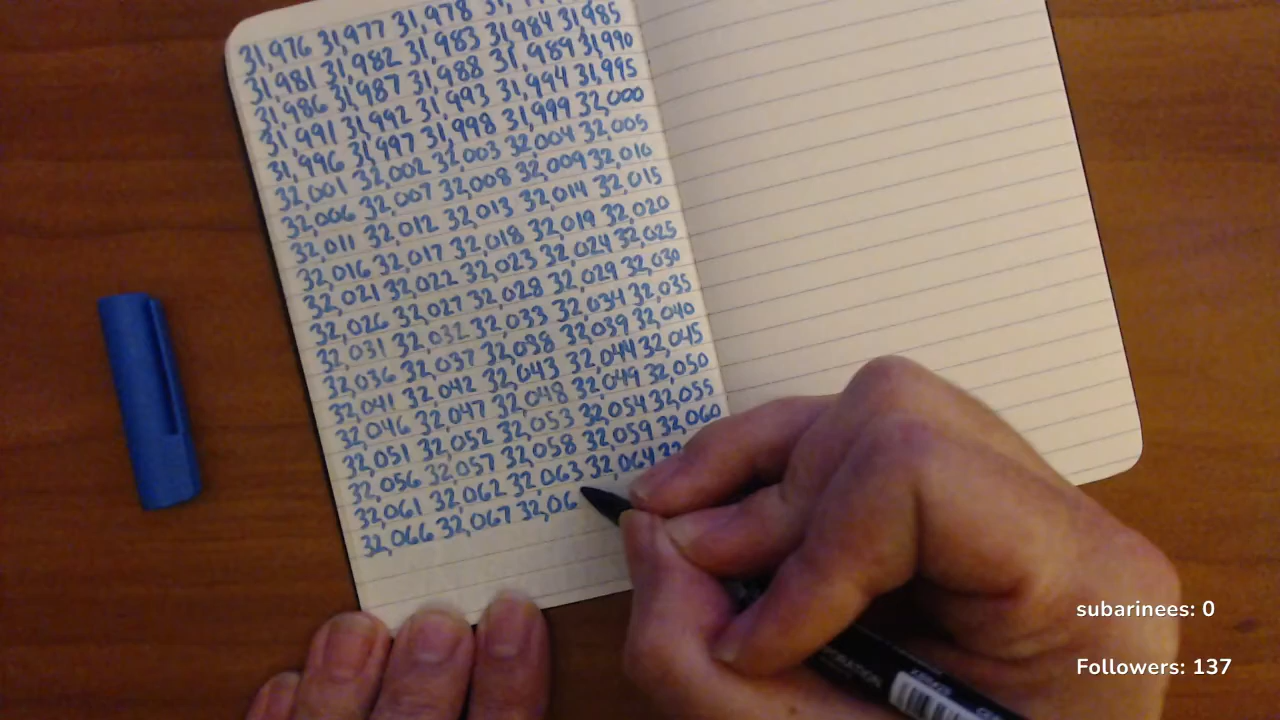 31,976 31,977 31,978
31,981 31,982 31,983 31,984 31,985
31,986 31,987 31,988 31,989 31,990
31,991 31,992 31,993 31,994 31,995
31,996 31,997 31,998 31,999 32,000
32,001 32,002 32,003 32,004 32,005
32,006 32,007 32,008 32,009 32,010
32,011 32,012 32,013 32,014 32,015
32,016 32,017 32,018 32,019 32,020
32,021 32,022 32,023 32,024 32,025
32,026 32,027 32,028 32,029 32,030
32,031 32,032 32,033 32,034 32,035
32,036 32,037 32,038 32,039 32,040
32,041 32,042 32,043 32,044 32,045
32,046 32,047 32,048 32,049 32,050
32,051 32,052 32,053 32,054 32,055
32,056 32,057 32,058 32,059 32,060
32,061 32,062 32,063 32,064 32
32,066 32,067 32,06
subarinees: 0
Followers: 137